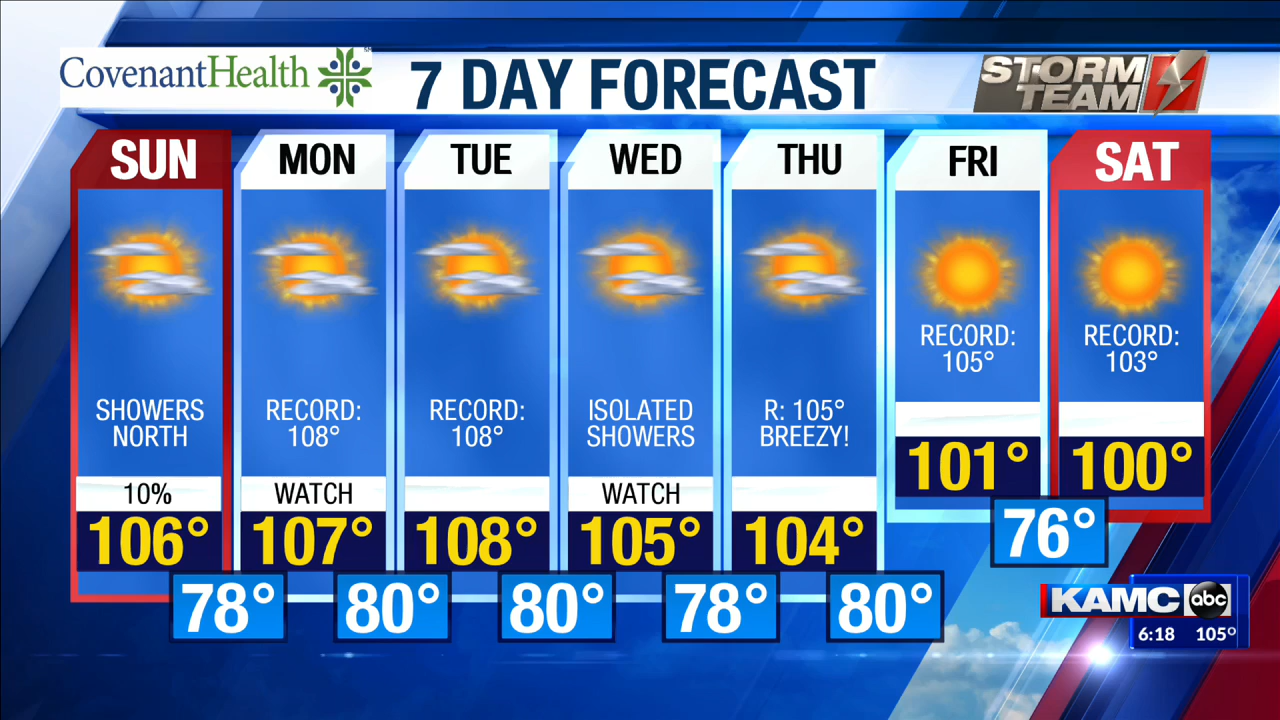 CovenantHealth
7 DAY FORECAST
STORM
TEAM
SUN
SHOWERS
NORTH
10%
106°
78°
MON
RECORD:
108°
WATCH
107°
80°
TUE
RECORD:
108°
108°
80°
WED
ISOLATED
SHOWERS
WATCH
105°
78°
THU
R: 105°
BREEZY!
104°
80°
FRI
RECORD:
105°
101°
76°
SAT
RECORD:
103°
100°
KAMC abc
6:18 105°